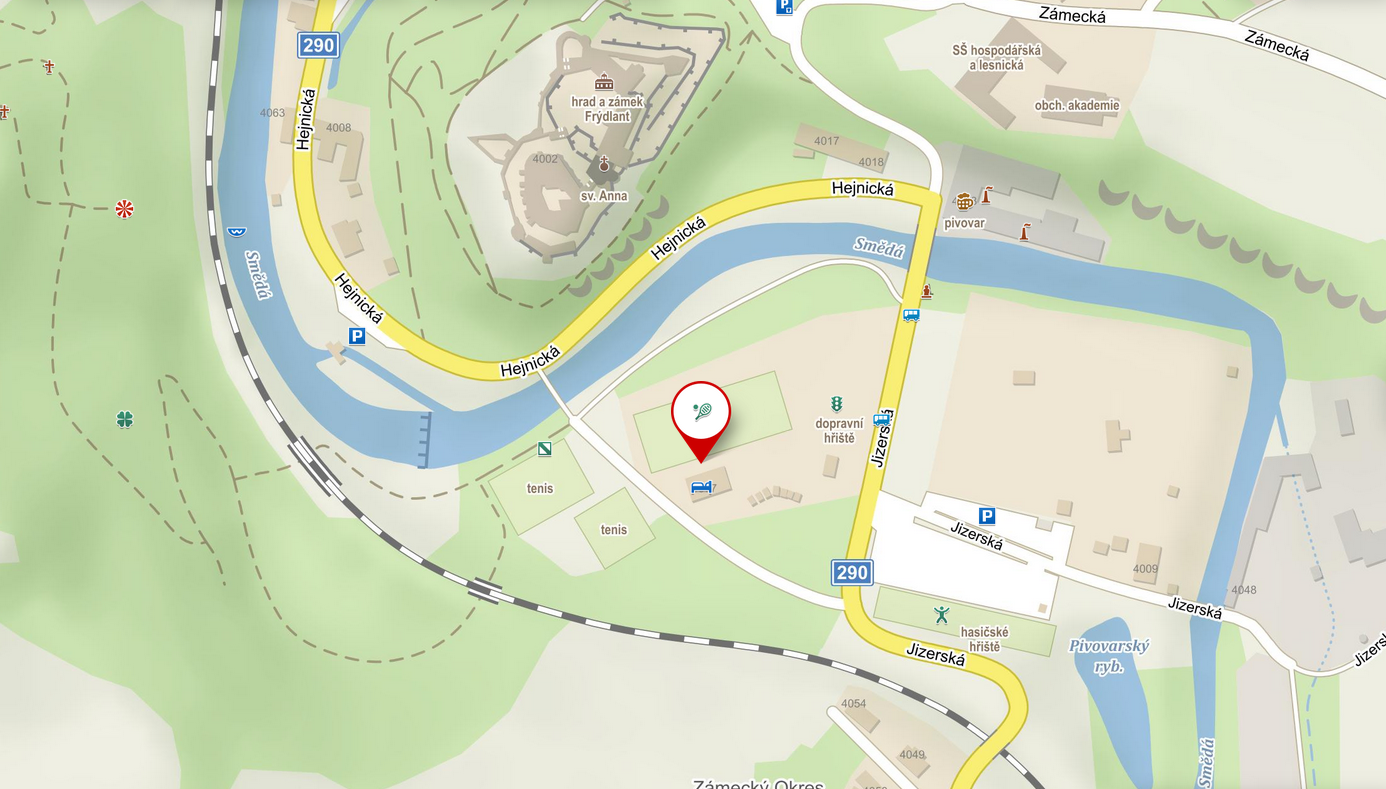 P
Zámecká
Zámecká
290
SŠ hospodářská
a lesnická
obch. akademie
hrad a zámek
Frýdlant
4063
4008
Hejnická
4017
4018
4002
sv. Anna
Hejnická
pivovar
Hejnická
Smědá
Smědá
Hejnická
P
Hejnická
dopravní
hřiště
Jizerská
tenis
tenis
P
Jizerská
290
4009
4048
Jizerská
hasičské
hřiště
Pivovarský
ryb.
Jizerská
4054
4049
Smědá
Zámecký Okres